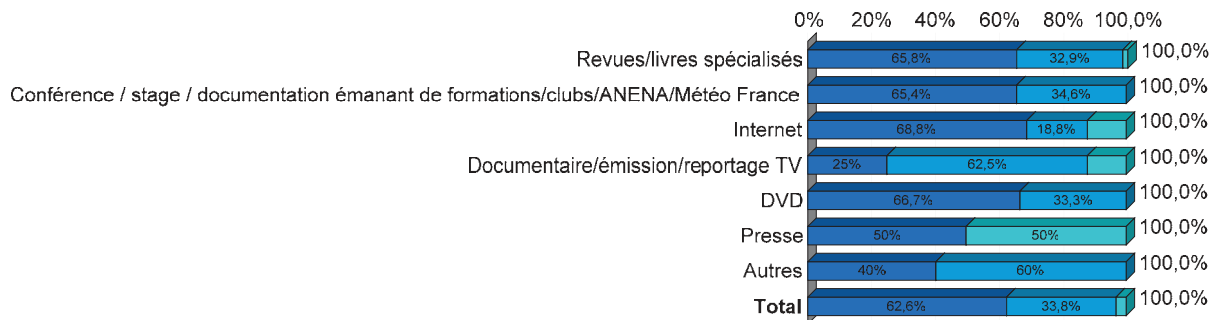 0% 20% 40% 60% 80% 100,0%
Revues/livres spécialisés 65,8% 32,9% 100,0%
Conférence / stage / documentation émanant de formations/clubs/ANENA/Météo France 65,4% 34,6% 100,0%
Internet 68,8% 18,8% 100,0%
Documentaire/émission/reportage TV 25% 62,5% 100,0%
DVD 66,7% 33,3% 100,0%
Presse 50% 50% 100,0%
Autres 40% 60% 100,0%
Total 62,6% 33,8% 100,0%